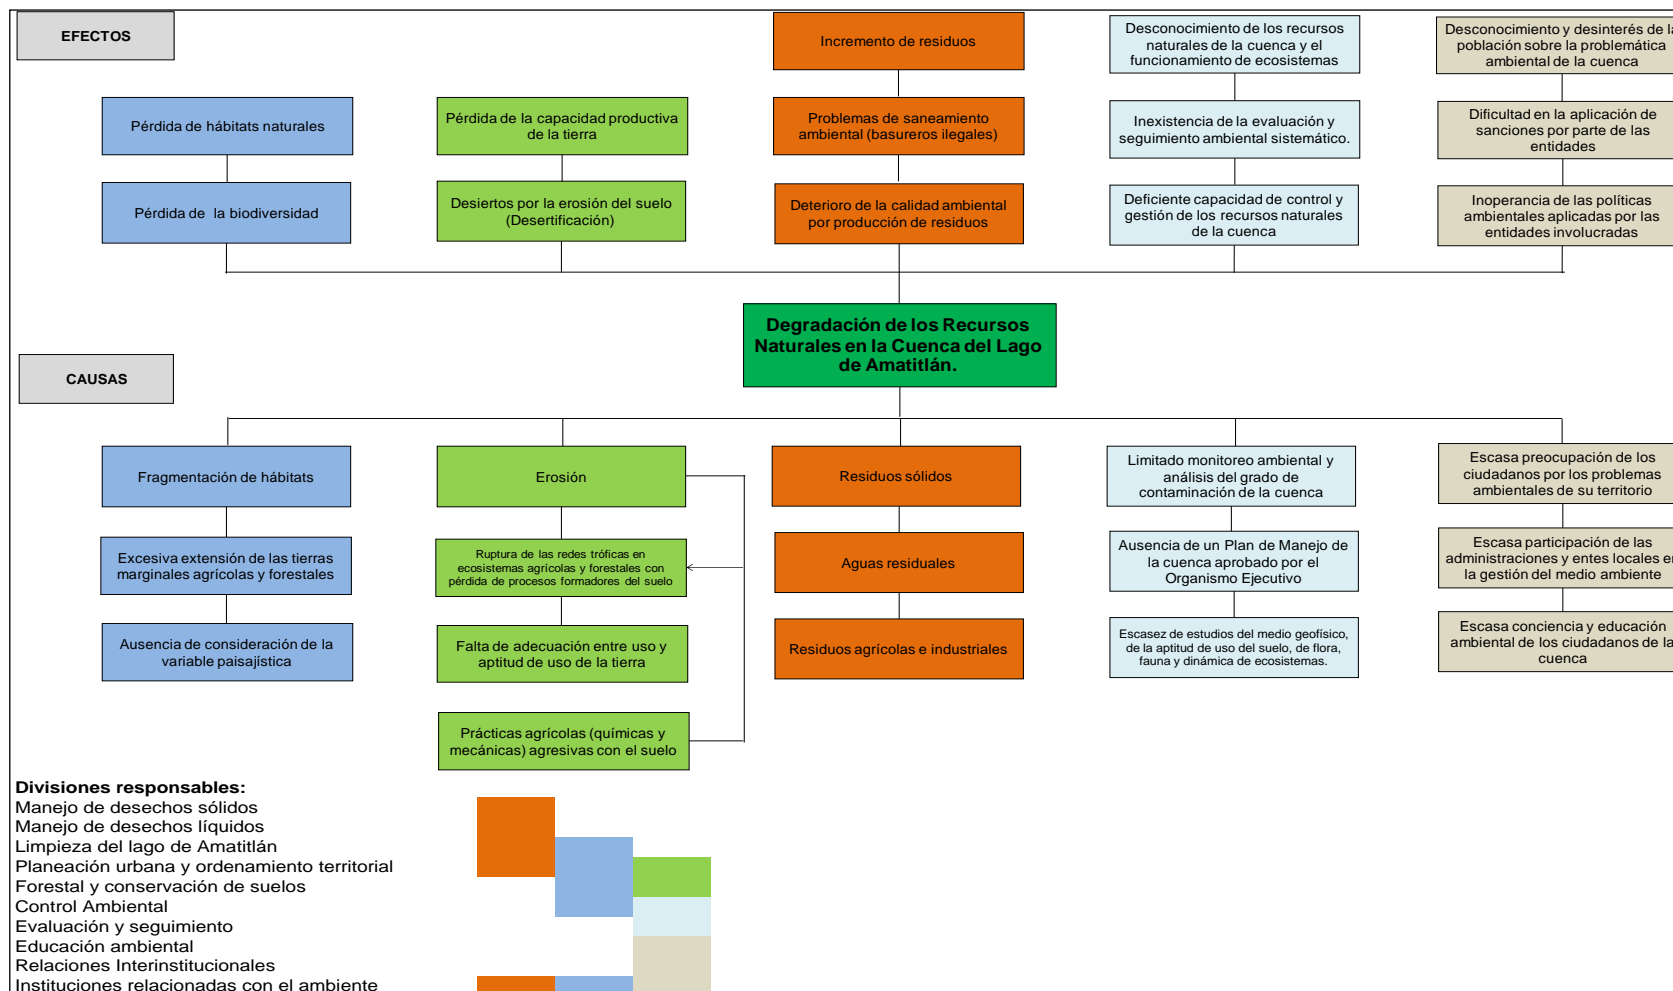 EFECTOS
Incremento de residuos
Desconocimiento de los recursos
naturales de la cuenca y el
funcionamiento de ecosistemas
Desconocimiento y desinterés de la
población sobre la problemática
ambiental de la cuenca
Pérdida de hábitats naturales
Pérdida de la capacidad productiva
de la tierra
Problemas de saneamiento
ambiental (basureros ilegales)
Inexistencia de la evaluación y
seguimiento ambiental sistemático.
Dificultad en la aplicación de
sanciones por parte de las
entidades
Pérdida de la biodiversidad
Desiertos por la erosión del suelo
(Desertificación)
Deterioro de la calidad ambiental
por producción de residuos
Deficiente capacidad de control y
gestión de los recursos naturales
de la cuenca
Inoperancia de las políticas
ambientales aplicadas por las
entidades involucradas
Degradación de los Recursos
Naturales en la Cuenca del Lago
de Amatitlán.
CAUSAS
Fragmentación de hábitats
Erosión
Residuos sólidos
Limitado monitoreo ambiental y
análisis del grado de
contaminación de la cuenca
Escasa preocupación de los
ciudadanos por los problemas
ambientales de su territorio
Excesiva extensión de las tierras
marginales agrícolas y forestales
Ruptura de las redes tróficas en
ecosistemas agrícolas y forestales con
pérdida de procesos formadores del suelo
Aguas residuales
Ausencia de un Plan de Manejo de
la cuenca aprobado por el
Organismo Ejecutivo
Escasa participación de las
administraciones y entes locales en
la gestión del medio ambiente
Ausencia de consideración de la
variable paisajística
Falta de adecuación entre uso y
aptitud de uso de la tierra
Residuos agrícolas e industriales
Escasez de estudios del medio geofísico,
de la aptitud de uso del suelo, de flora,
fauna y dinámica de ecosistemas.
Escasa conciencia y educación
ambiental de los ciudadanos de la
cuenca
Prácticas agrícolas (químicas y
mecánicas) agresivas con el suelo
Divisiones responsables:
Manejo de desechos sólidos
Manejo de desechos líquidos
Limpieza del lago de Amatitlán
Planeación urbana y ordenamiento territorial
Forestal y conservación de suelos
Control Ambiental
Evaluación y seguimiento
Educación ambiental
Relaciones Interinstitucionales
Instituciones relacionadas con el ambiente